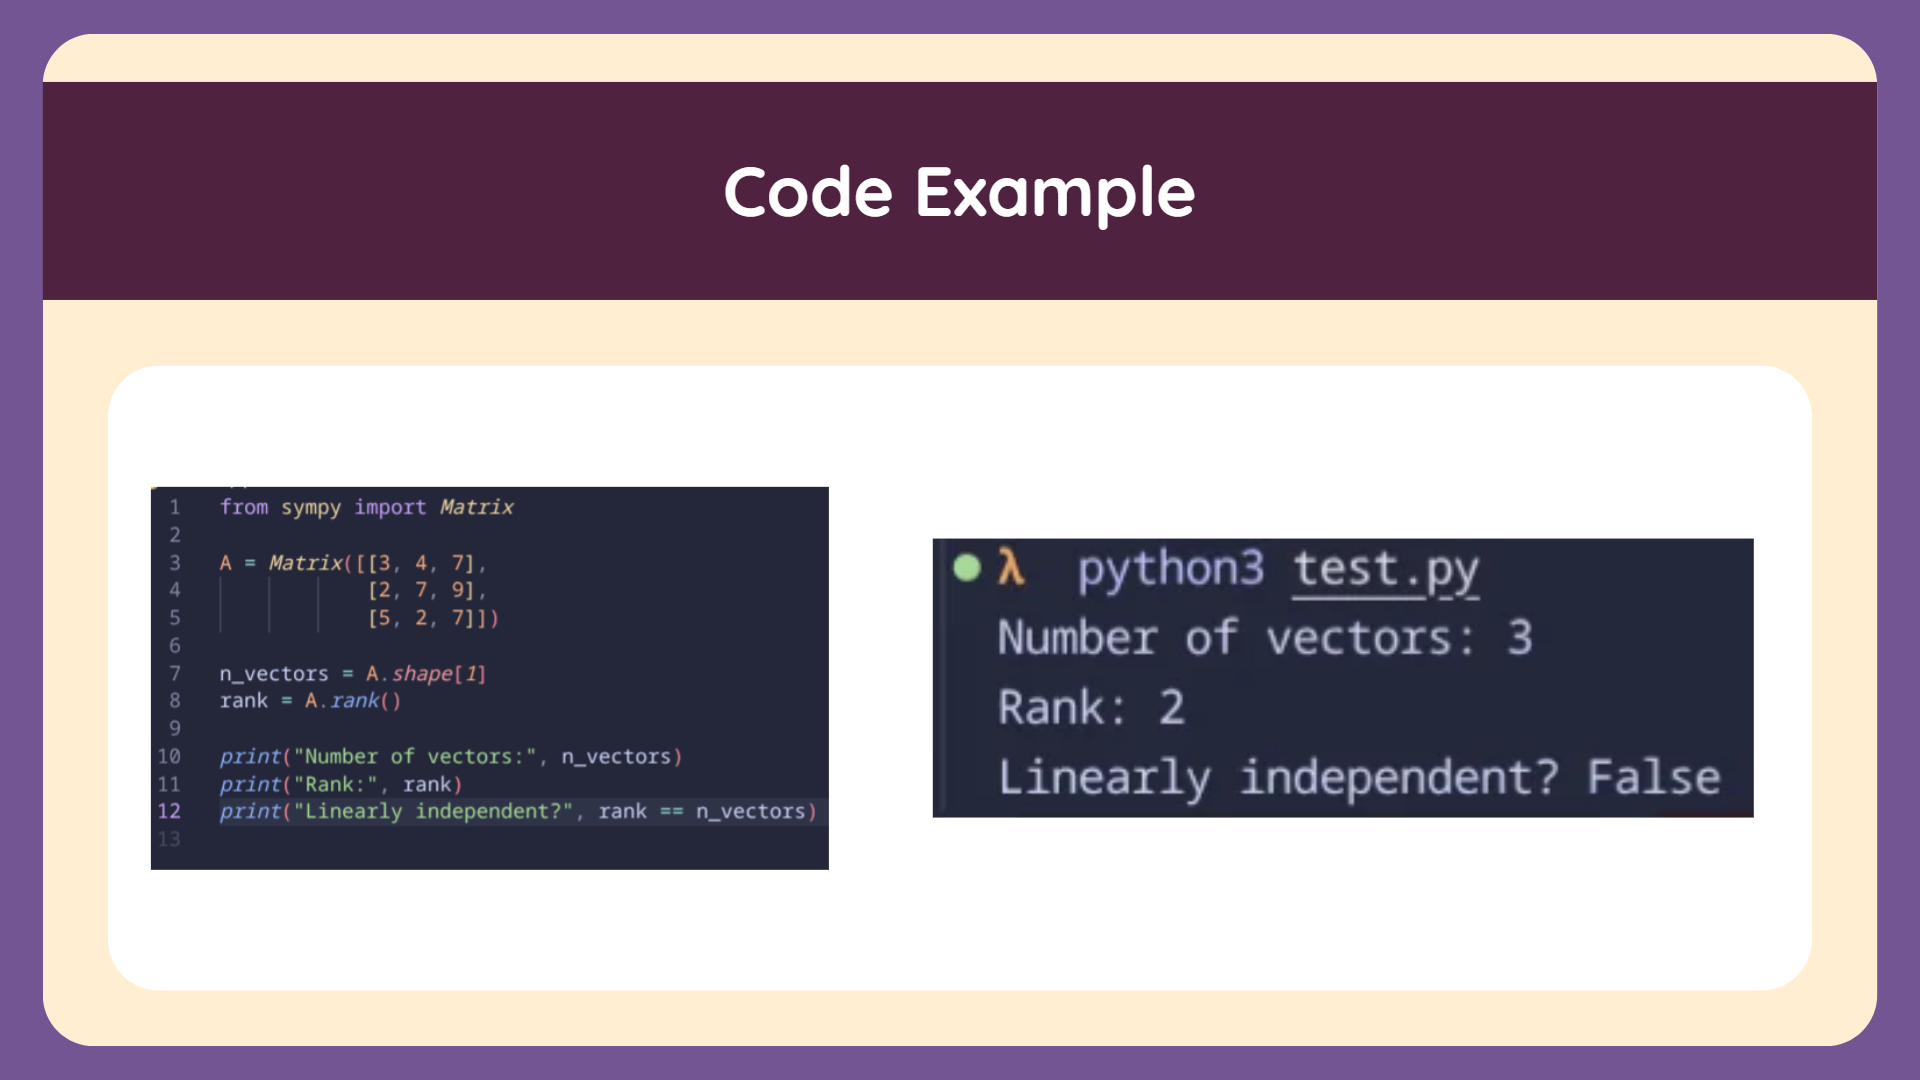 Code Example
1 from sympy import Matrix
2
3 A = Matrix([[3, 4, 7],
4 [2, 7, 9],
5 [5, 2, 7]])
6
7 n_vectors = A.shape[1]
8 rank = A.rank()
9
10 print("Number of vectors:", n_vectors)
11 print("Rank:", rank)
12 print("Linearly independent?", rank == n_vectors)
13
λ python3 test.py
Number of vectors: 3
Rank: 2
Linearly independent? False